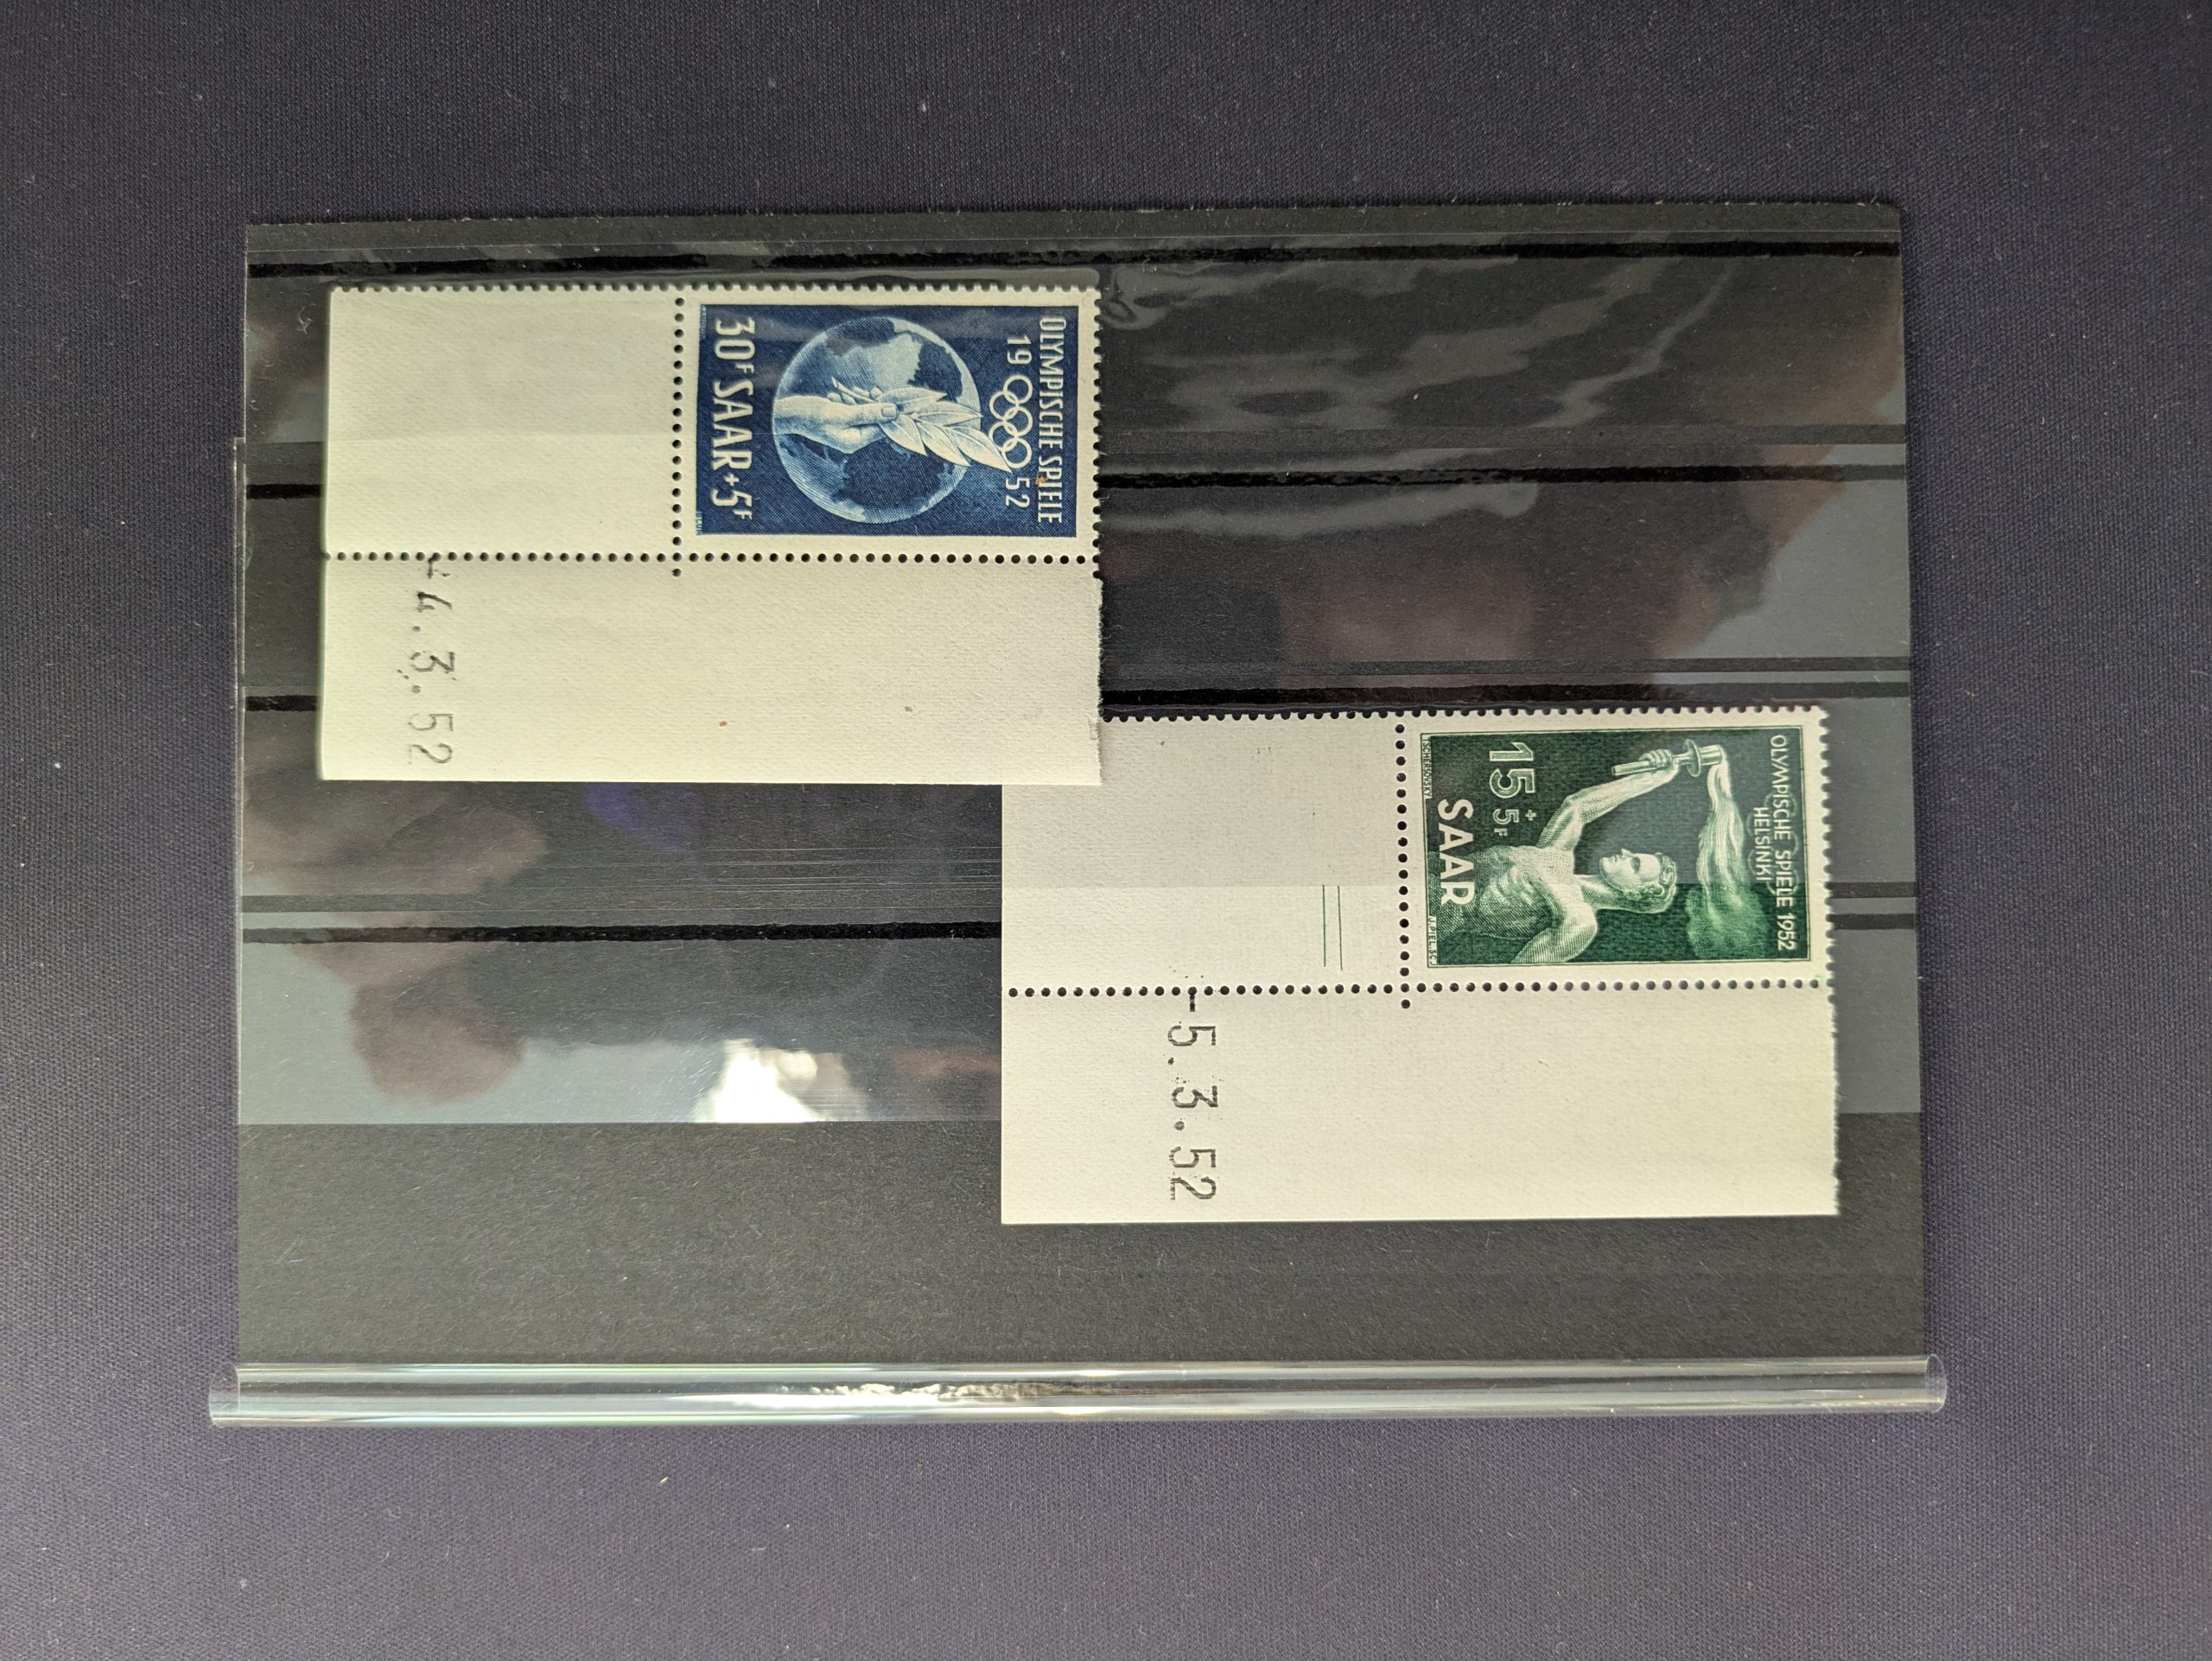 OLYMPISCHE SPIELE
19 52
30F SAAR+5F
-4.3.52
OLYMPISCHE SPIELE 1952
HELSINKI
15+5F
SAAR
-5.3.52